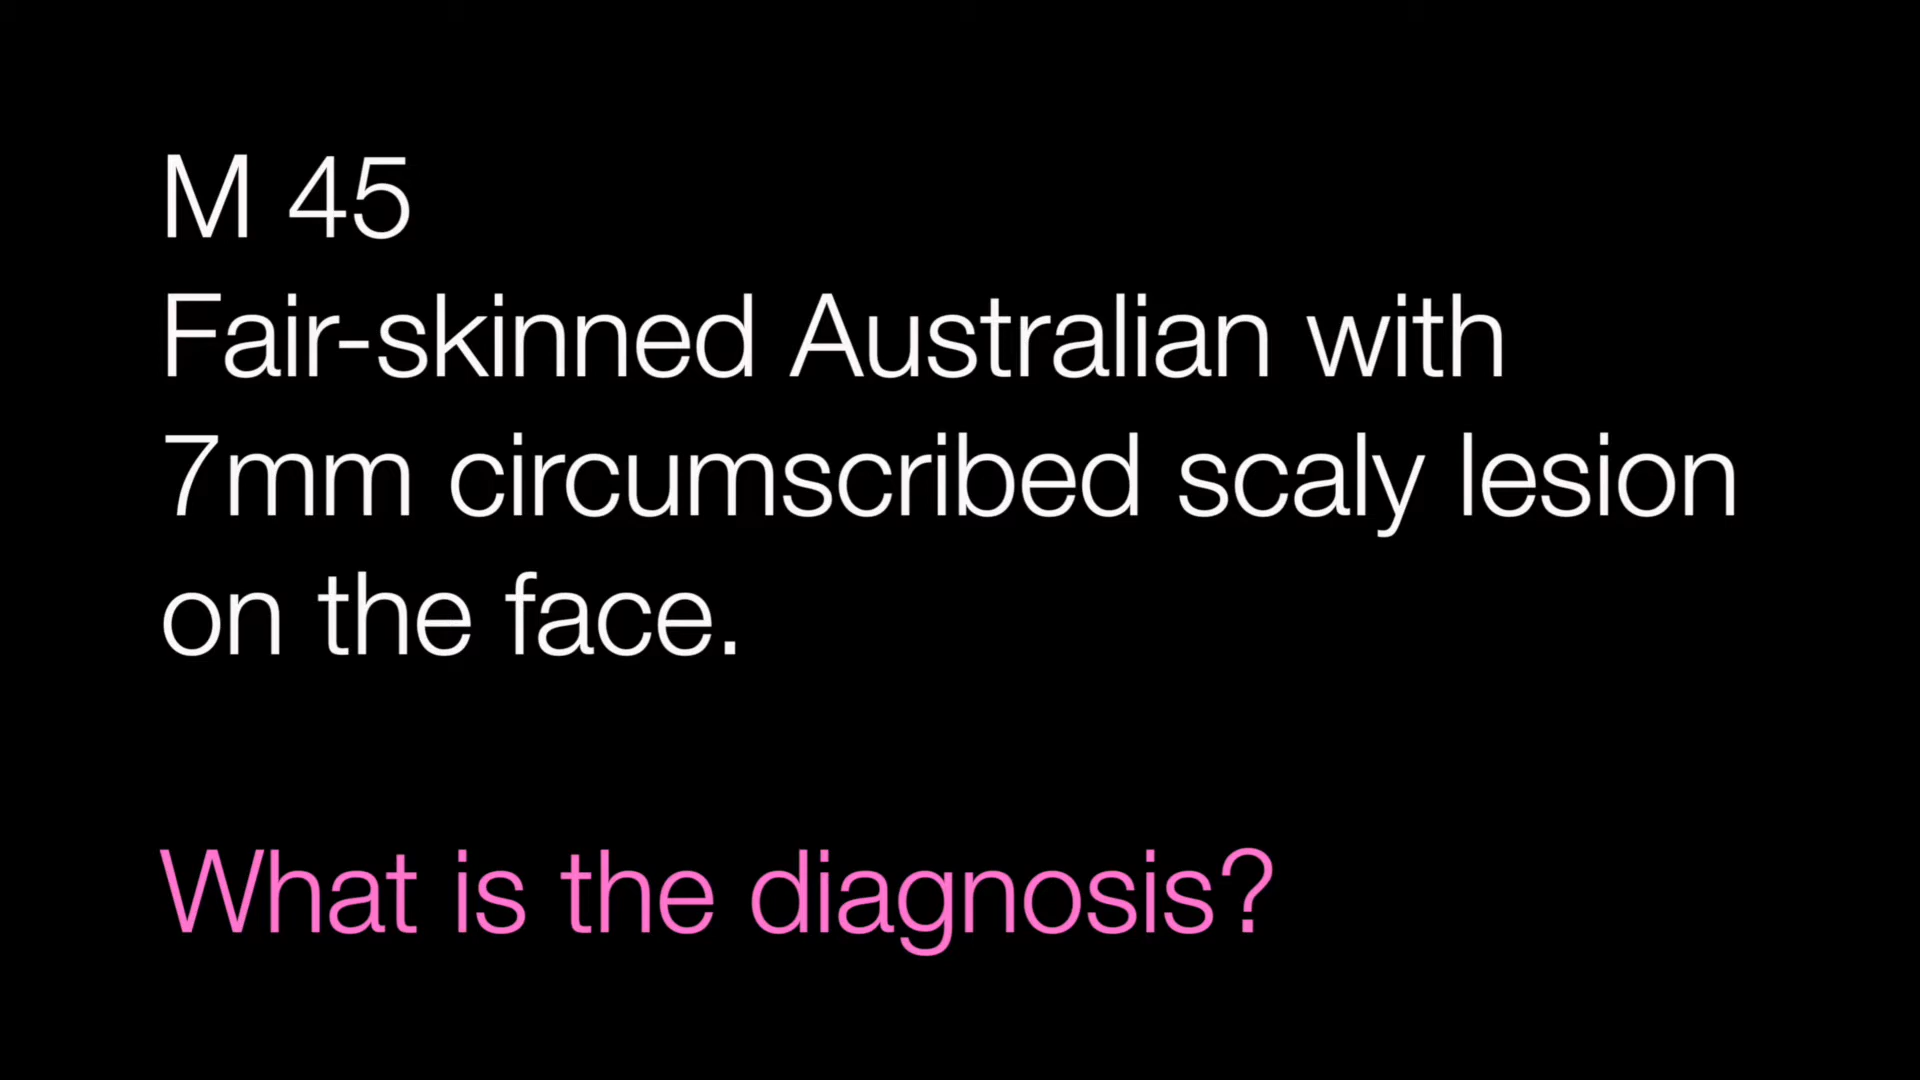 M 45
Fair-skinned Australian with
7mm circumscribed scaly lesion
on the face.
What is the diagnosis?